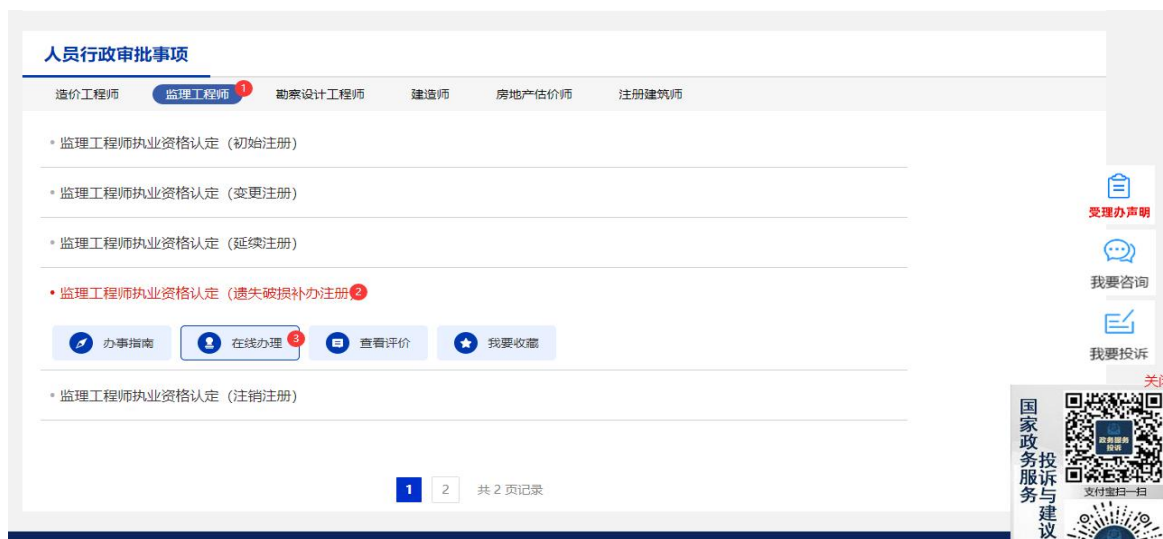 人员行政审批事项
造价工程师 监理工程师 1 勘察设计工程师 建造师 房地产估价师 注册建筑师
监理工程师执业资格认定（初始注册）
监理工程师执业资格认定（变更注册）
监理工程师执业资格认定（延续注册）
监理工程师执业资格认定（遗失破损补办注册 2
办事指南 在线办理 3 查看评价 我要收藏
监理工程师执业资格认定（注销注册）
1 2 共 2 页记录
受理办声明
我要咨询
我要投诉
国家政务服务
投诉与建议
政务服务
投诉
支付宝扫一扫